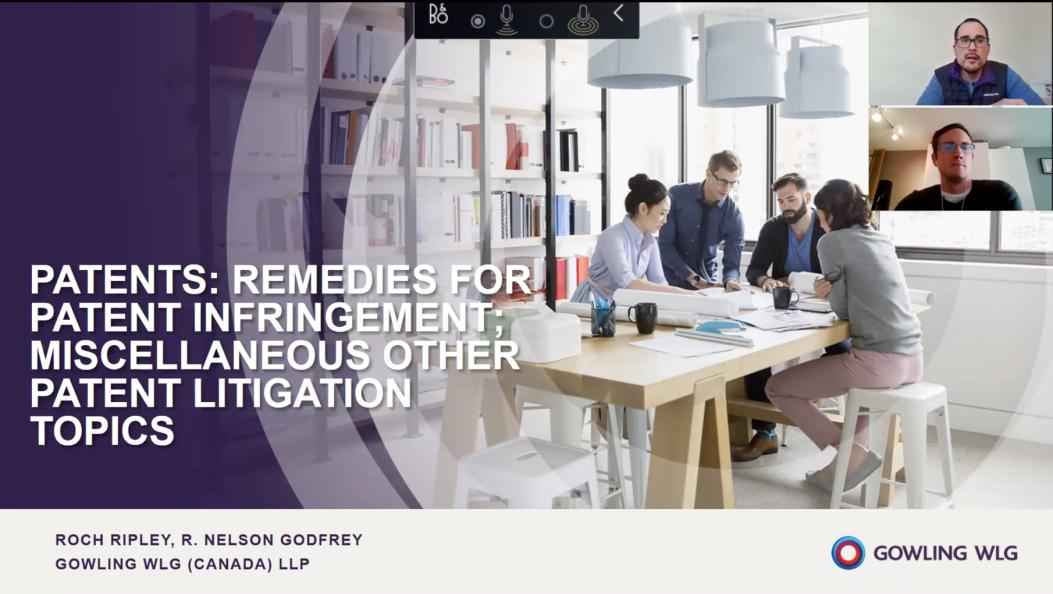 B&
BO
PATENTS: REMEDIES FOR
PATENT INFRINGEMENT;
MISCELLANEOUS OTHER
PATENT LITIGATION
TOPICS
ROCH RIPLEY, R. NELSON GODFREY
GOWLING WLG (CANADA) LLP
GOWLING WLG